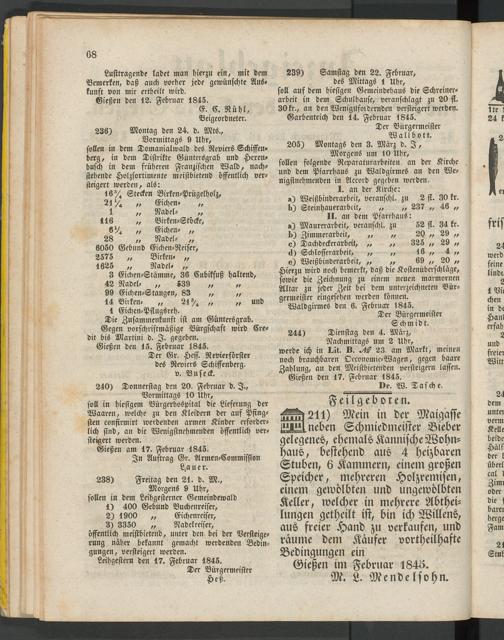 68
Lusttragende ladet man hierzu ein, mit dem
Bemerken, daß auch vorher jede gewünschte Aus-
kunft von mir ertheilt wird.
Gießen den 12. Februar 1845.
E. C. Rühl,
Beigeordneter.
236) Montag den 24. d. Mts.,
Vormittags 9 Uhr,
sollen in dem Domanialwald des Reviers Schiffen-
berg, in dem Distrikte Güntersgrab und Herrn-
busch in dem früheren Französchen Wald, nach-
stehende Holzsortimente meistbietend öffentlich ver-
steigert werden, als:
16¾ Stecken Birken-Prügelholz,
21¼ „ Eichen- „
1 „ Nadel- „
116 „ Birken-Stöcke,
6¼ „ Eichen- „
28 „ Nadel- „
6050 Gebund Eichen-Reiser,
2575 „ Birken- „
1625 „ Nadel- „
3 Eichen-Stämme, 36 Cubikfuß haltend,
42 Nadel- „ 539 „ „
99 Eichen-Stangen, 83 „ „
14 Birken- „ 21¾ „ „ und
1 Eichen-Pflugsreh.
Die Zusammenkunft ist am Güntersgrab.
Gegen vorschriftsmäßige Bürgschaft wird Cre-
dit bis Martini d. J. gegeben.
Gießen den 15. Februar 1845.
Der Gr. Hess. Revierförster
des Reviers Schiffenberg.
v. Buseck.
240) Donnerstag den 20. Februar d. J.,
Vormittags 10 Uhr,
soll in hiesigem Bürgerhospital die Lieferung der
Waaren, welche zu den Kleidern der auf Pfing-
sten confirmirt werdenden armen Kinder erforder-
lich sind, an die Wenigstnehmenden öffentlich ver-
steigert werden.
Gießen am 17. Februar 1845.
In Auftrag Gr. Armen-Commission
Lauer.
238) Freitag den 21. d. M.,
Morgens 9 Uhr,
sollen in dem Leihgesterner Gemeindewald
1) 400 Gebund Buchenreiser,
2) 1900 „ Eichenreiser,
3) 3350 „ Nadelreiser,
öffentlich meistbietend, unter den bei der Versteige-
rung näher bekannt gemacht werdenden Bedin-
gungen, versteigert werden.
Leihgestern den 17. Februar 1845.
Der Bürgermeister
Heß.
239) Samstag den 22. Februar,
des Mittags 1 Uhr,
soll auf dem hiesigen Gemeindehaus die Schreiner-
arbeit in dem Schulhause, veranschlagt zu 20 fl.
30 kr., an den Wenigstfordernden versteigert werden.
Garbenteich den 14. Februar 1845.
Der Bürgermeister
Wallbott.
205) Montag den 3. März d. J.,
Morgens um 10 Uhr,
sollen folgende Reparaturarbeiten an der Kirche
und dem Pfarrhaus zu Waldgirmes an den We-
nigstnehmenden in Accord gegeben werden.
I. an der Kirche:
a) Weißbinderarbeit, veranschl. zu 2 fl. 30 kr.
b) Steinhauerarbeit, „ „ 237 „ 46 „
II. an dem Pfarrhaus:
a) Maurerarbeit, veranschl. zu 52 fl. 34 kr.
b) Zimmerarbeit, „ „ 20 „ 29 „
c) Dachdeckerarbeit, „ „ 325 „ 29 „
d) Schlosserarbeit, „ „ 16 „ 4 „
e) Weißbinderarbeit, „ „ 69 „ 20 „
Hierzu wird noch bemerkt, daß die Kostenüberschläge,
sowie die Zeichnung zu einem neuen marmornen
Altar zu jeder Zeit bei dem unterzeichneten Bür-
germeister eingesehen werden können.
Waldgirmes den 6. Februar 1845.
Der Bürgermeister
Schmidt.
244) Dienstag den 4. März,
Nachmittags um 2 Uhr,
werde ich in Lit. B. № 23 am Markt, meinen
noch brauchbaren Oeconomie-Wagen, gegen baare
Zahlung, an den Meistbietenden versteigern lassen.
Gießen den 17. Februar 1845.
Dr. W. Tasche.
Feilgeboten.
211) Mein in der Maigasse
neben Schmiedmeister Bieber
gelegenes, ehemals Kannische Wohn-
haus, bestehend aus 4 heizbaren
Stuben, 6 Kammern, einem großen
Speicher, mehreren Holzremisen,
einem gewölbten und ungewölbten
Keller, welcher in mehrere Abthei-
lungen getheilt ist, bin ich Willens,
aus freier Hand zu verkaufen, und
räume dem Käufer vortheilhafte
Bedingungen ein
Gießen im Februar 1845.
M. L. Mendelsohn.